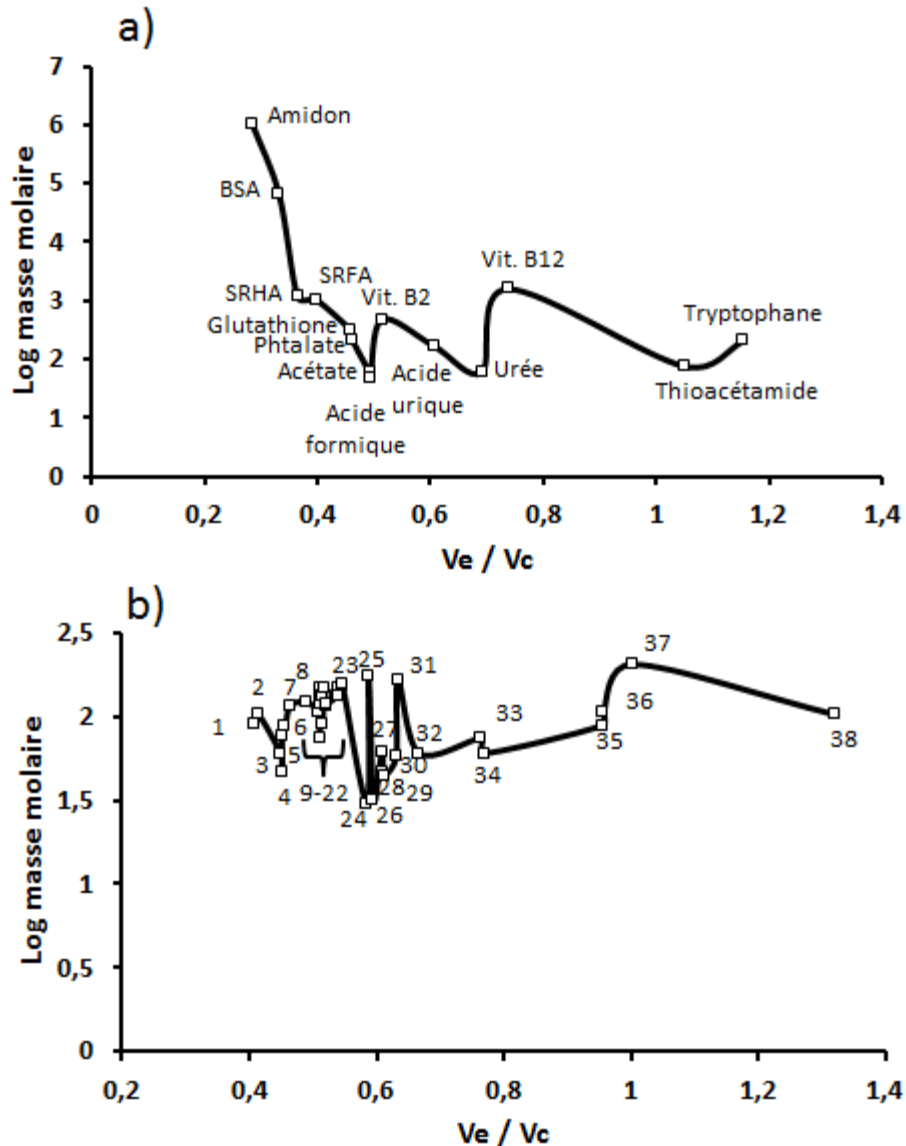 a)
7
6
5
4
3
2
1
0
Log masse molaire
Amidon
BSA
SRHA
SRFA
Glutathione
Phtalate
Acétate
Acide
formique
Vit. B2
Acide
urique
Urée
Vit. B12
Thioacétamide
Tryptophane
0
0,2
0,4
0,6
0,8
1
1,2
1,4
Ve / Vc
b)
2,5
2
1,5
1
0,5
0
Log masse molaire
1
2
3
4
5
6
7
8
9-22
23
24
25
26
27
28
29
30
31
32
33
34
35
36
37
38
0,2
0,4
0,6
0,8
1
1,2
1,4
Ve / Vc